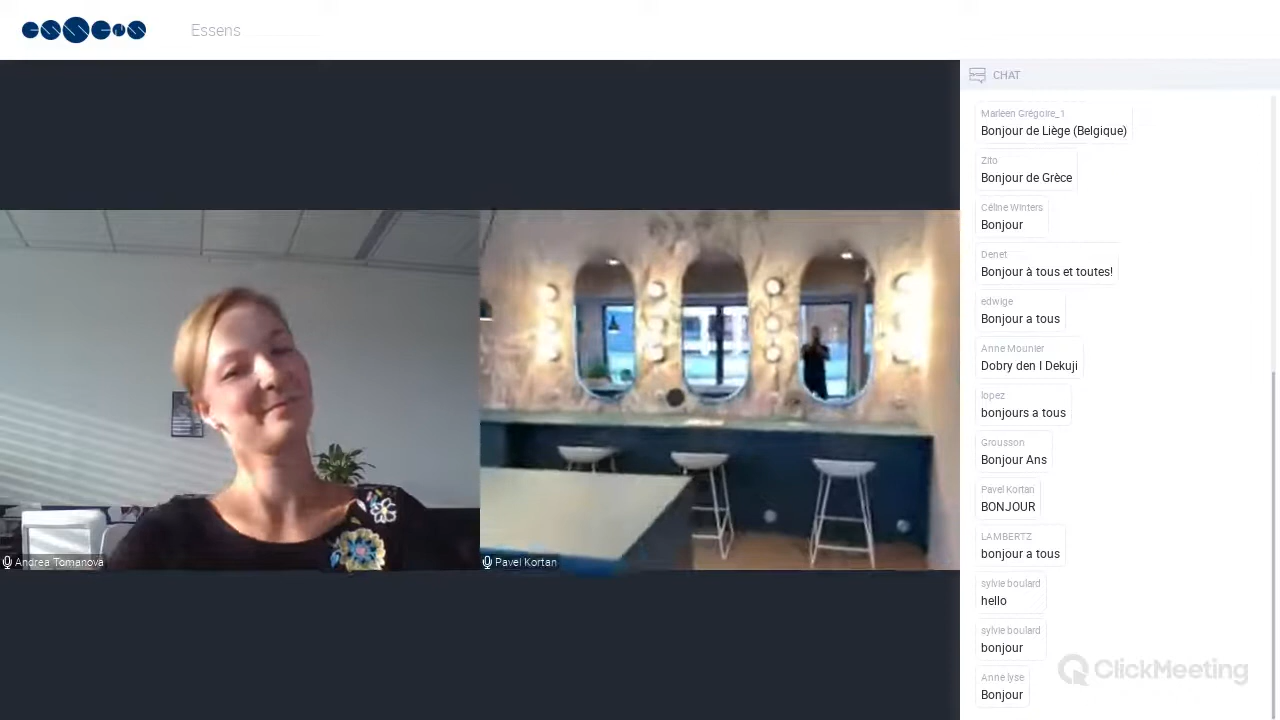 essens
Essens
CHAT
Marleen Grégoire_1
Bonjour de Liège (Belgique)
Zito
Bonjour de Grèce
Céline Winters
Bonjour
Denet
Bonjour à tous et toutes!
edwige
Bonjour a tous
Anne Mounier
Dobry den I Dekuji
lopez
bonjours a tous
Grousson
Bonjour Ans
Pavel Kortan
BONJOUR
LAMBERTZ
bonjour a tous
sylvie boulard
hello
sylvie boulard
bonjour
Anne lyse
Bonjour
Andrea Tomanová
Pavel Kortan
ClickMeeting